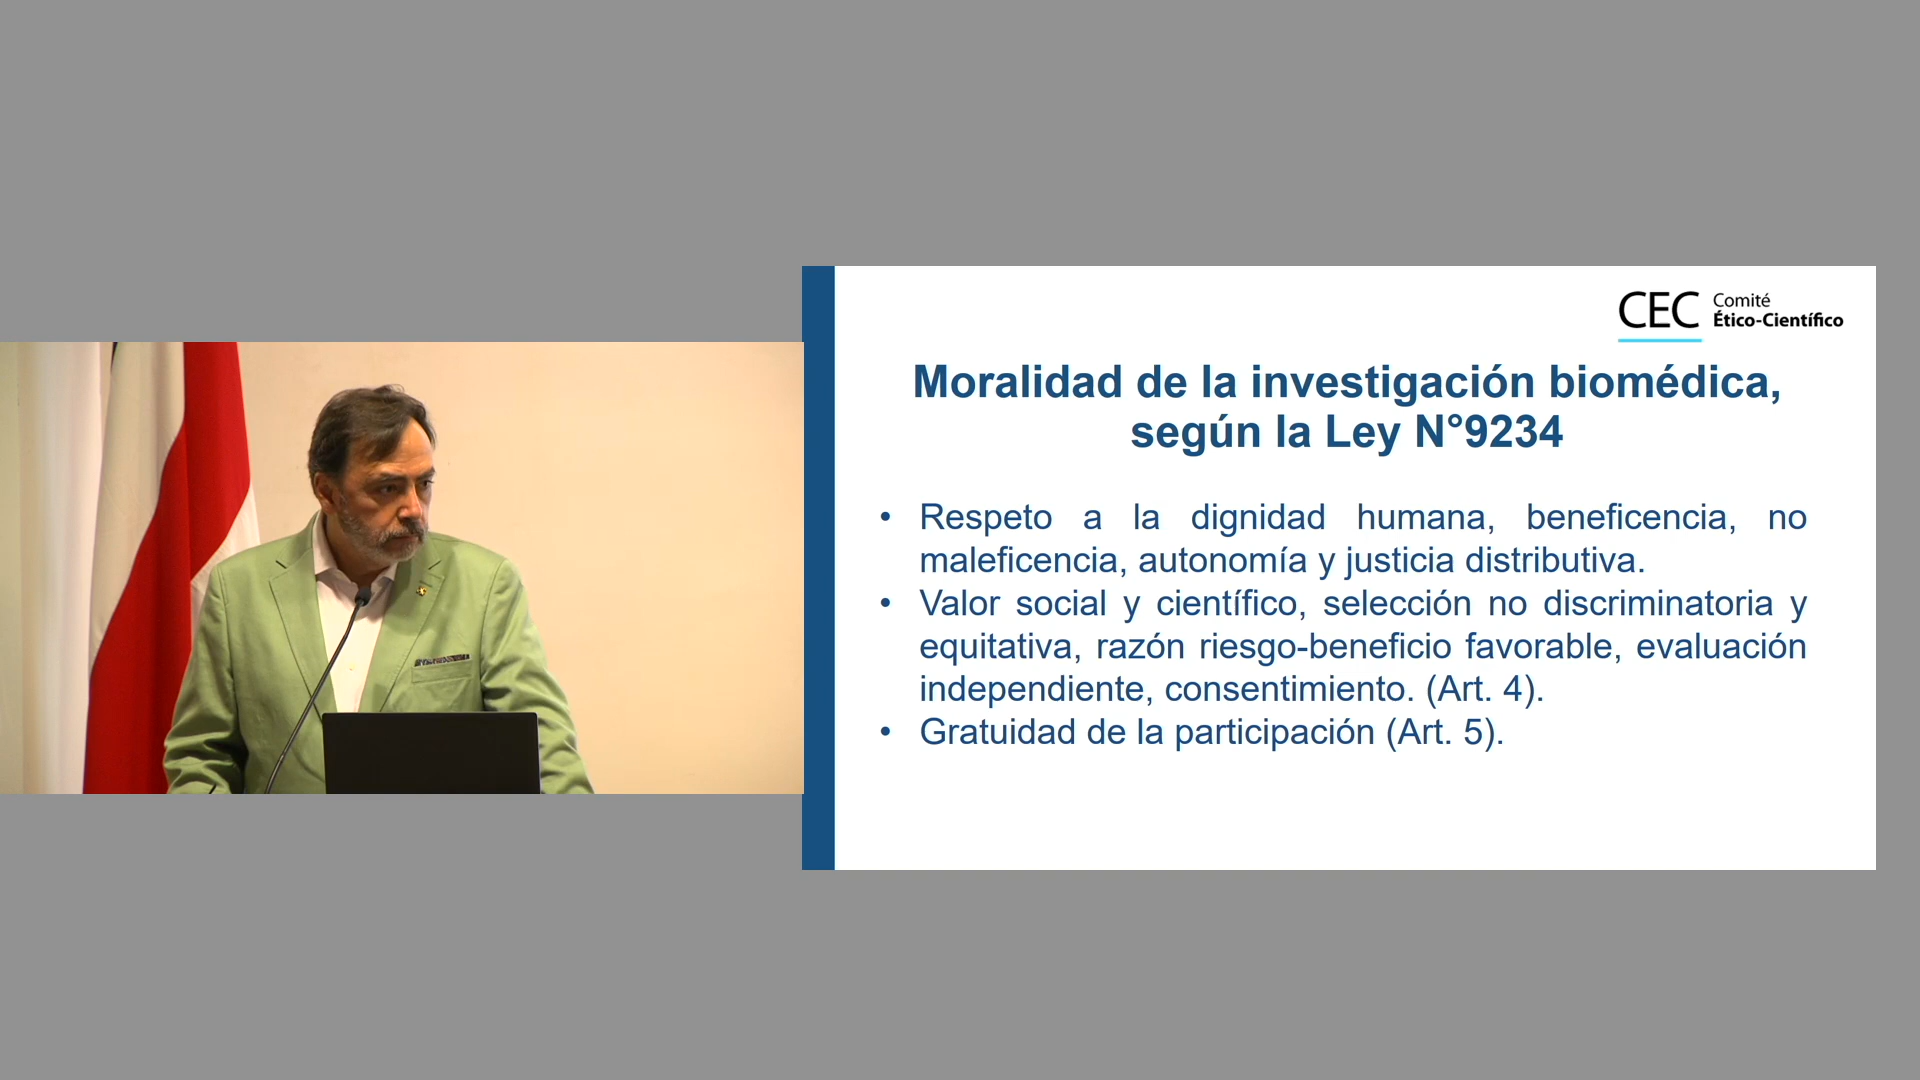 CEC Comité
Ético-Científico
Moralidad de la investigación biomédica,
según la Ley N°9234
• Respeto a la dignidad humana, beneficencia, no
maleficencia, autonomía y justicia distributiva.
• Valor social y científico, selección no discriminatoria y
equitativa, razón riesgo-beneficio favorable, evaluación
independiente, consentimiento. (Art. 4).
• Gratuidad de la participación (Art. 5).